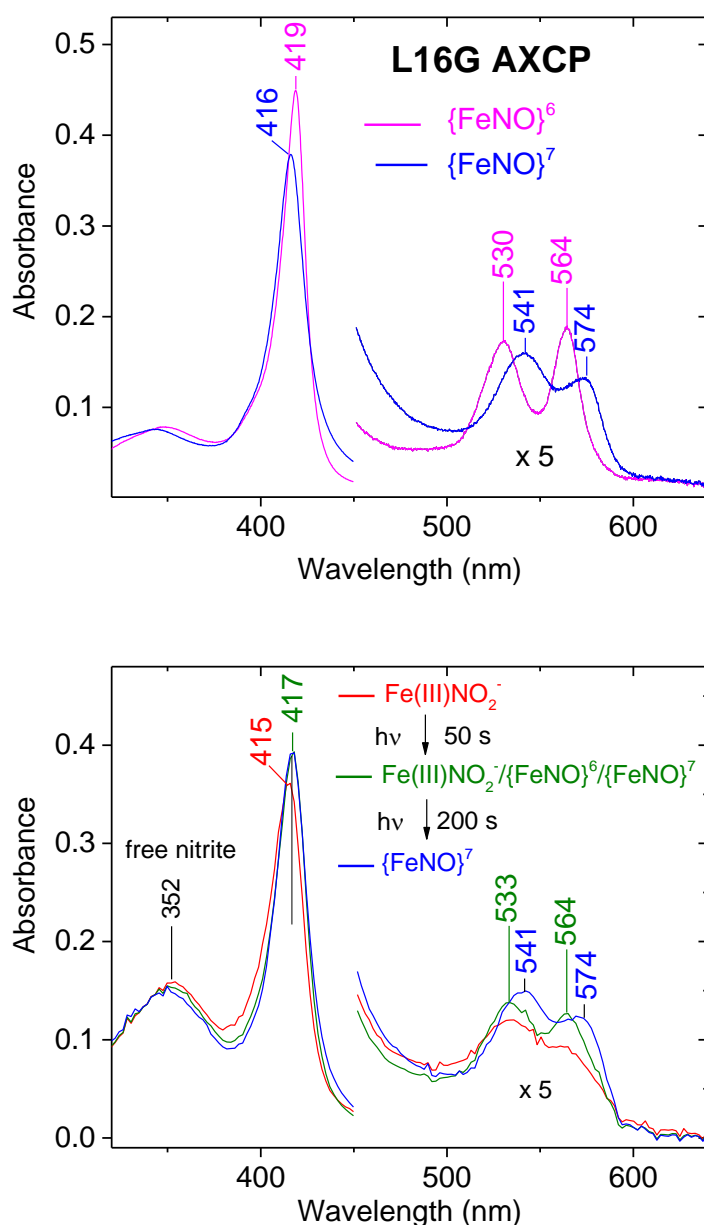 L16G AXCP
419
416
{FeNO}⁶
{FeNO}⁷
530
564
541
574
x 5
0.5
0.4
0.3
0.2
0.1
Absorbance
400
500
600
Wavelength (nm)
417
415
Fe(III)NO₂⁻
hν 50 s
Fe(III)NO₂⁻/{FeNO}⁶/{FeNO}⁷
hν 200 s
{FeNO}⁷
free nitrite
352
533
564
541
574
x 5
0.4
0.3
0.2
0.1
0.0
Absorbance
400
500
600
Wavelength (nm)